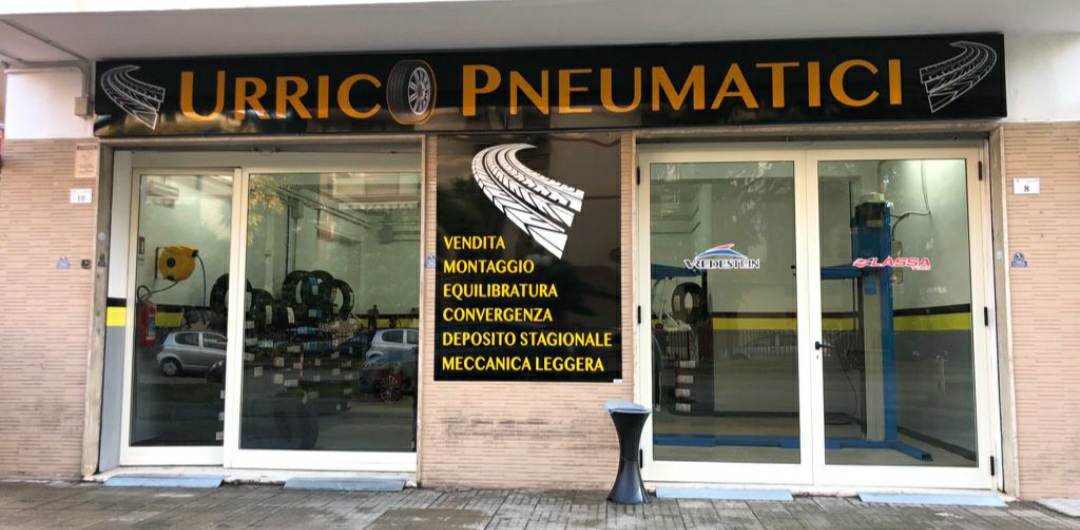 URRICO PNEUMATICI
10
8
VENDITA
MONTAGGIO
EQUILIBRATURA
CONVERGENZA
DEPOSITO STAGIONALE
MECCANICA LEGGERA
VREDESTEIN
LASSA